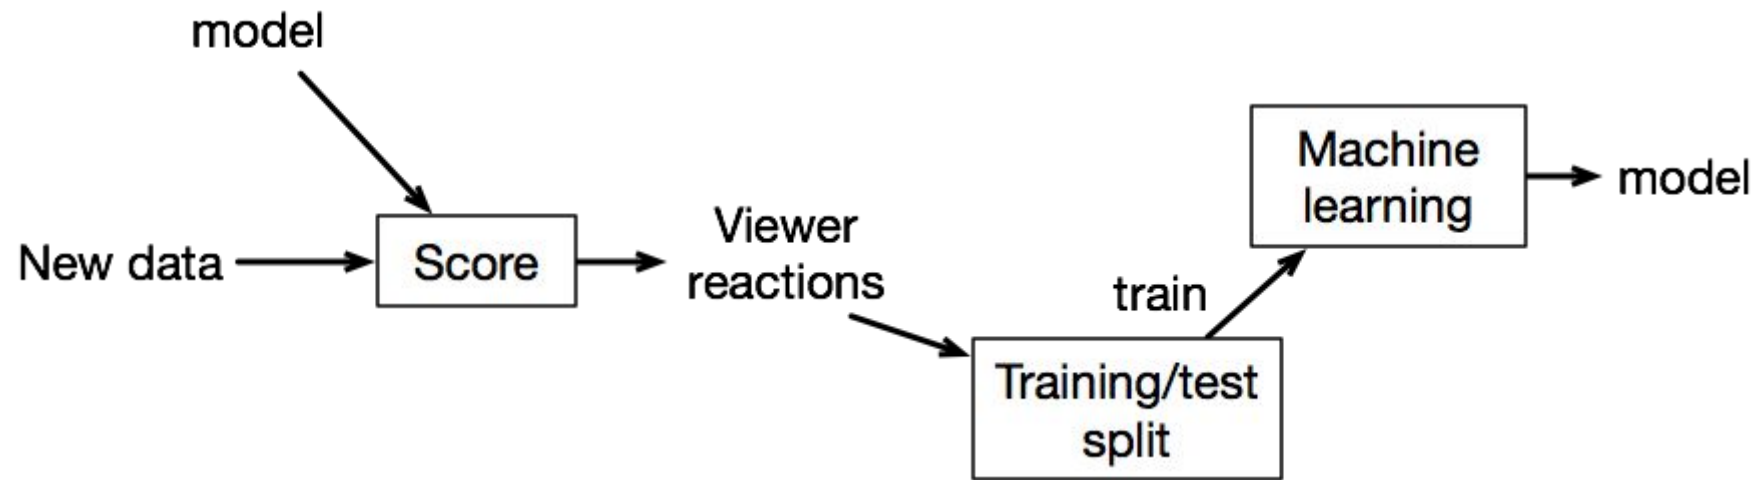 model
New data
Score
Viewer
reactions
train
Training/test
split
Machine
learning
model